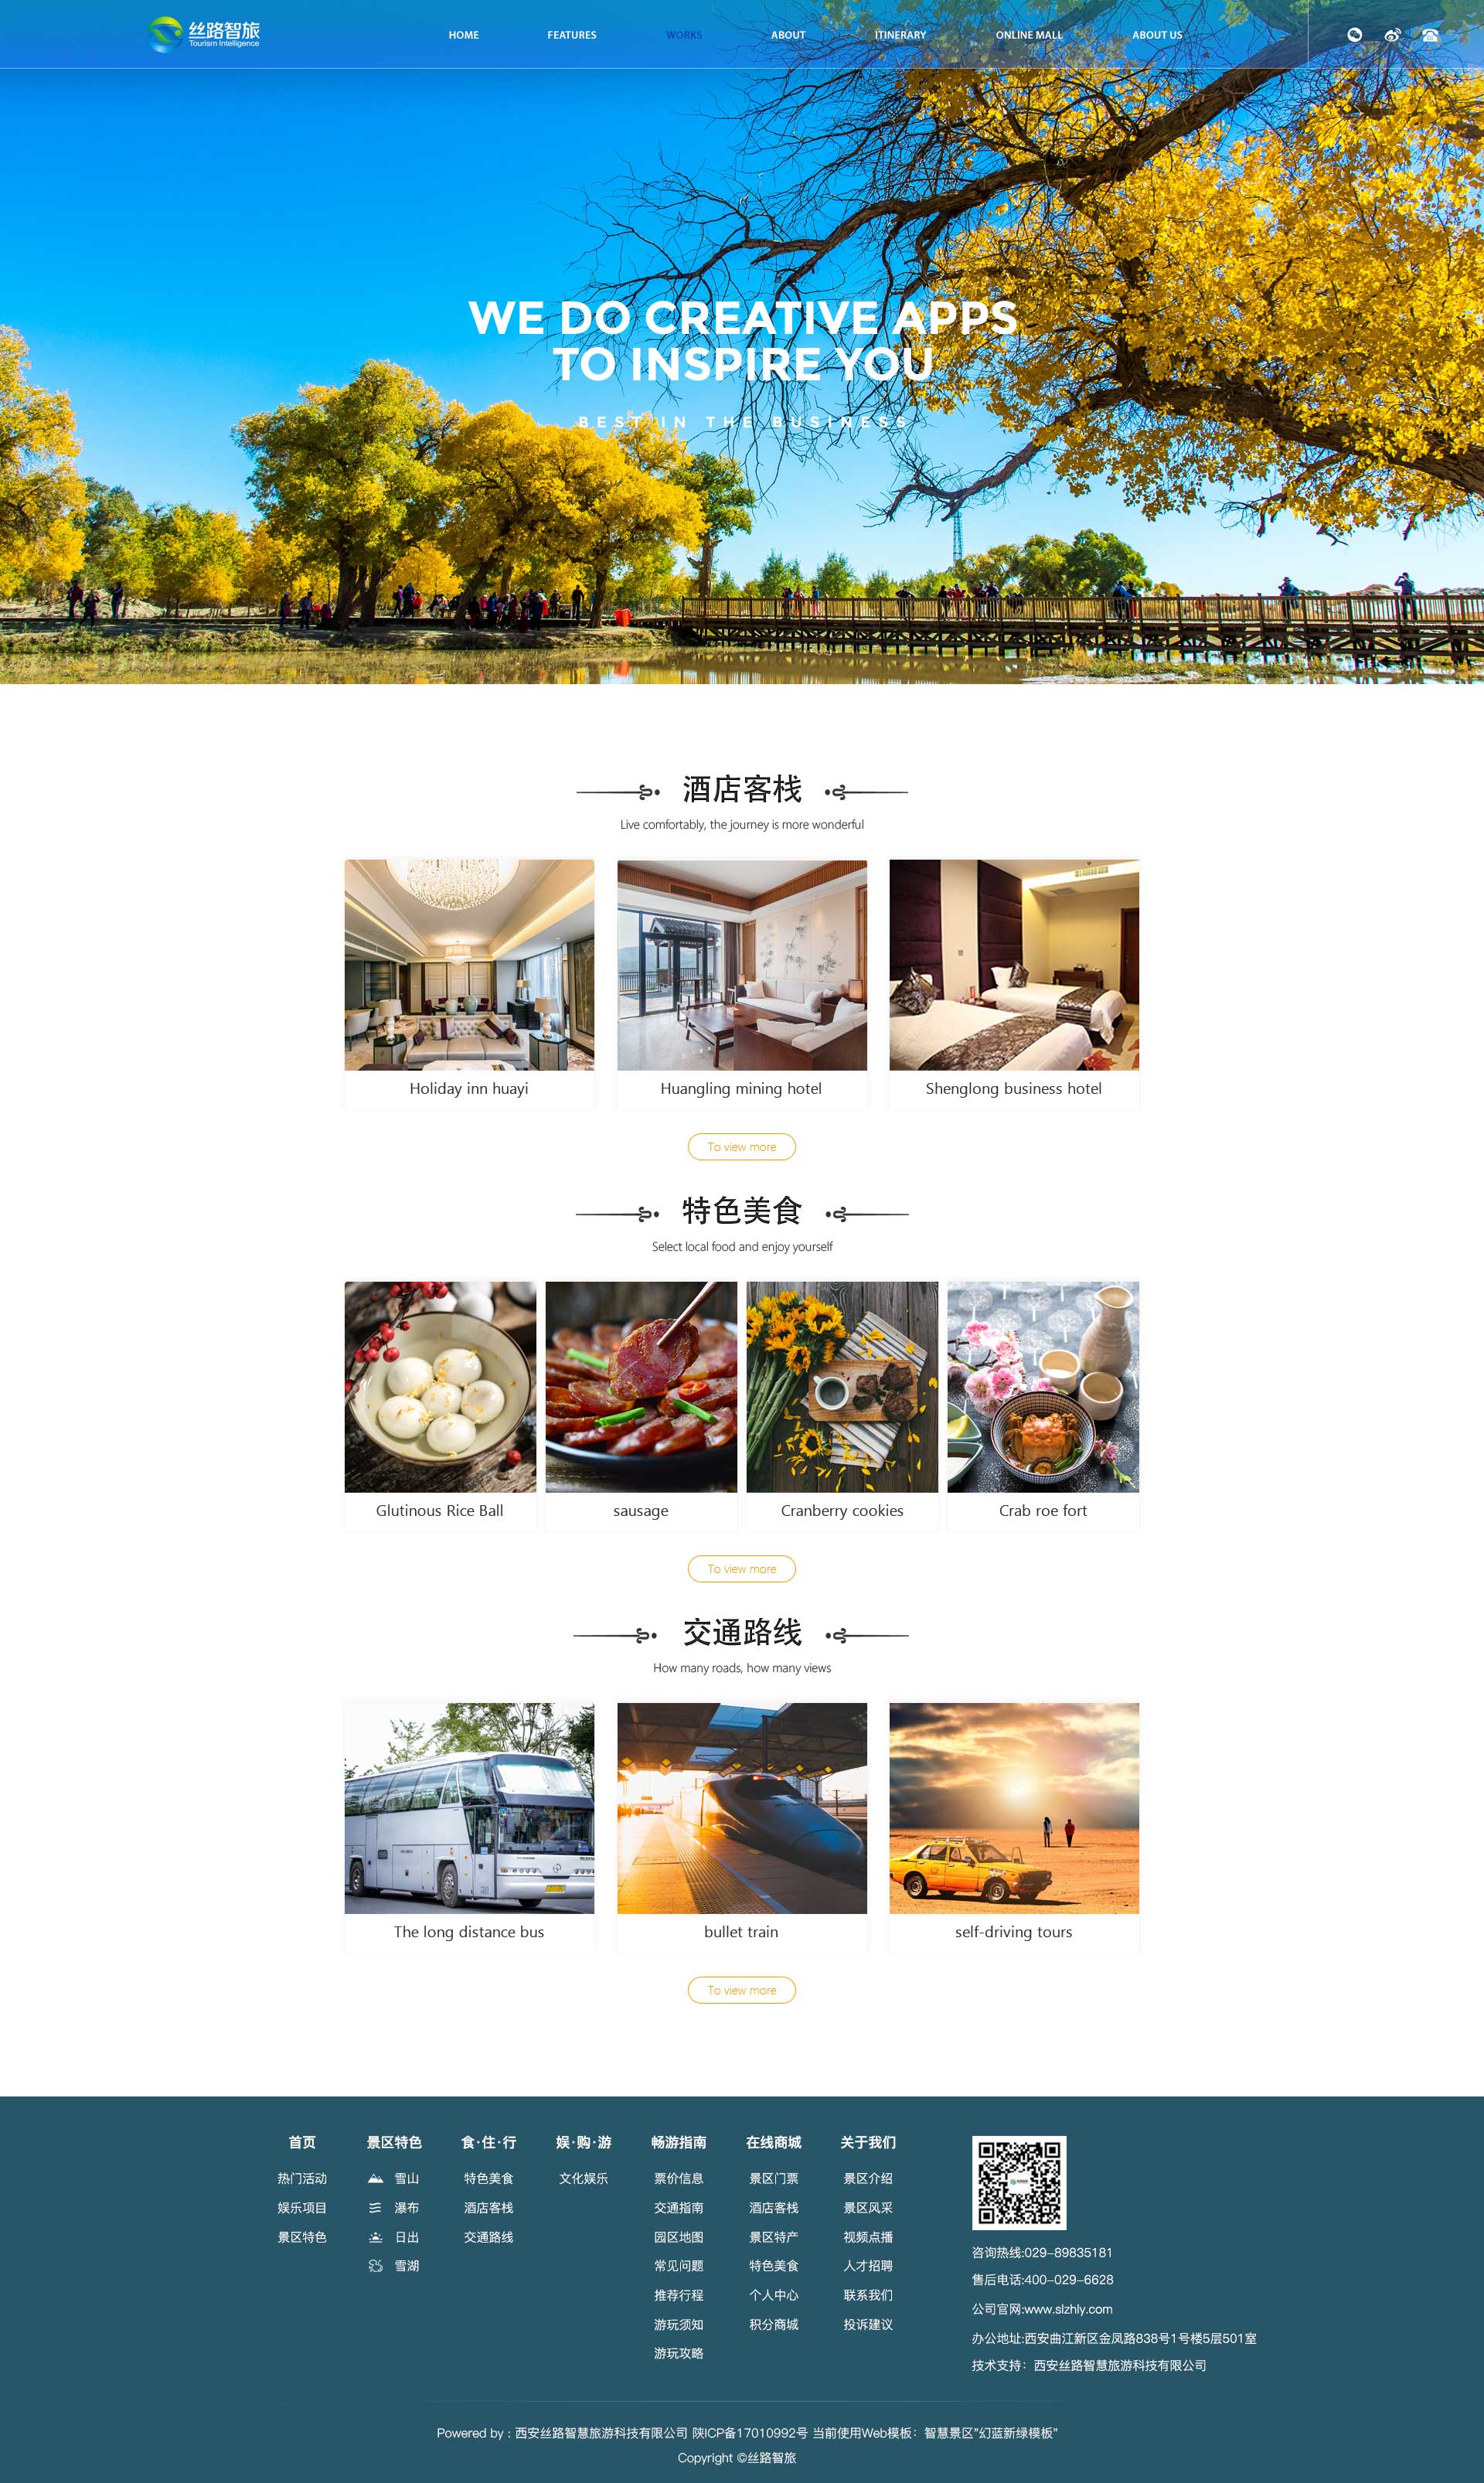 丝路智旅
Tourism Intelligence
HOME FEATURES WORKS ABOUT ITINERARY ONLINE MALL ABOUT US
WE DO CREATIVE APPS
TO INSPIRE YOU
BEST IN THE BUSINESS
酒店客栈
Live comfortably, the journey is more wonderful
Holiday inn huayi
Huangling mining hotel
Shenglong business hotel
To view more
特色美食
Select local food and enjoy yourself
Glutinous Rice Ball
sausage
Cranberry cookies
Crab roe fort
To view more
交通路线
How many roads, how many views
The long distance bus
bullet train
self-driving tours
To view more
首页
热门活动
娱乐项目
景区特色
景区特色
雪山
瀑布
日出
雪湖
食·住·行
特色美食
酒店客栈
交通路线
娱·购·游
文化娱乐
畅游指南
票价信息
交通指南
园区地图
常见问题
推荐行程
游玩须知
游玩攻略
在线商城
景区门票
酒店客栈
景区特产
特色美食
个人中心
积分商城
关于我们
景区介绍
景区风采
视频点播
人才招聘
联系我们
投诉建议
咨询热线:029-89835181
售后电话:400-029-6628
公司官网:www.slzhly.com
办公地址:西安曲江新区金凤路838号1号楼5层501室
技术支持：西安丝路智慧旅游科技有限公司
Powered by : 西安丝路智慧旅游科技有限公司 陕ICP备17010992号 当前使用Web模板：智慧景区"幻蓝新绿模板"
Copyright ©丝路智旅